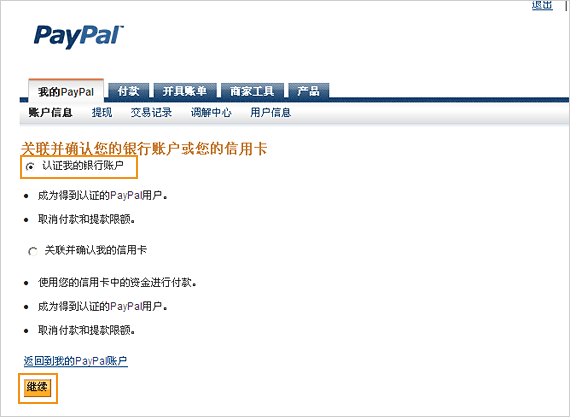 退出 |
PayPal
我的PayPal 付款 开具账单 商家工具 产品
账户信息 提现 交易记录 调解中心 用户信息
关联并确认您的银行账户或您的信用卡
认证我的银行账户
• 成为得到认证的PayPal用户。
• 取消付款和提款限额。
关联并确认我的信用卡
• 使用您的信用卡中的资金进行付款。
• 成为得到认证的PayPal用户。
• 取消付款和提款限额。
返回到我的PayPal账户
继续